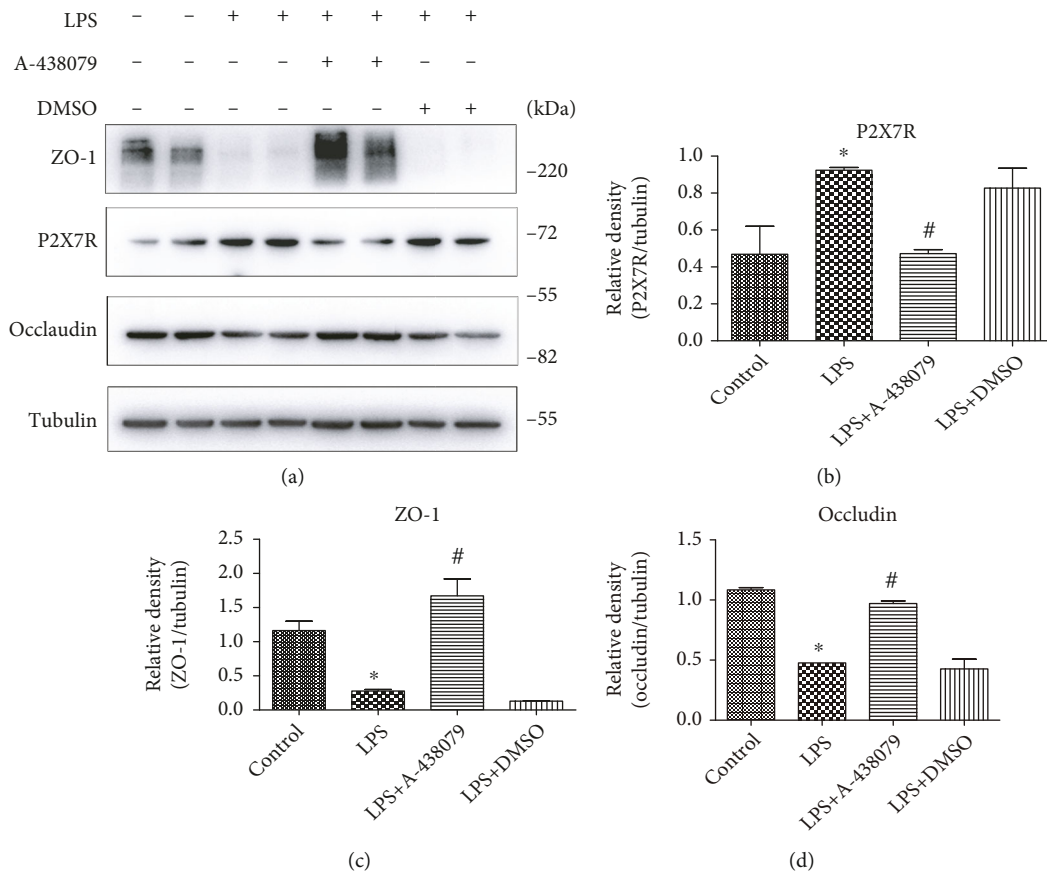 LPS – – + + + + + +
A-438079 – – – – + + – –
DMSO – – – – – – + + (kDa)
ZO-1
–220
P2X7R
–72
–55
Occlaudin
–82
Tubulin
–55
(a)
P2X7R
Relative density
(P2X7R/tubulin)
1.0
0.8
0.6
0.4
0.2
0.0
*
#
Control
LPS
LPS+A-438079
LPS+DMSO
(b)
ZO-1
Relative density
(ZO-1/tubulin)
2.5
2.0
1.5
1.0
0.5
0.0
*
#
Control
LPS
LPS+A-438079
LPS+DMSO
(c)
Occludin
Relative density
(occludin/tubulin)
1.5
1.0
0.5
0.0
*
#
Control
LPS
LPS+A-438079
LPS+DMSO
(d)